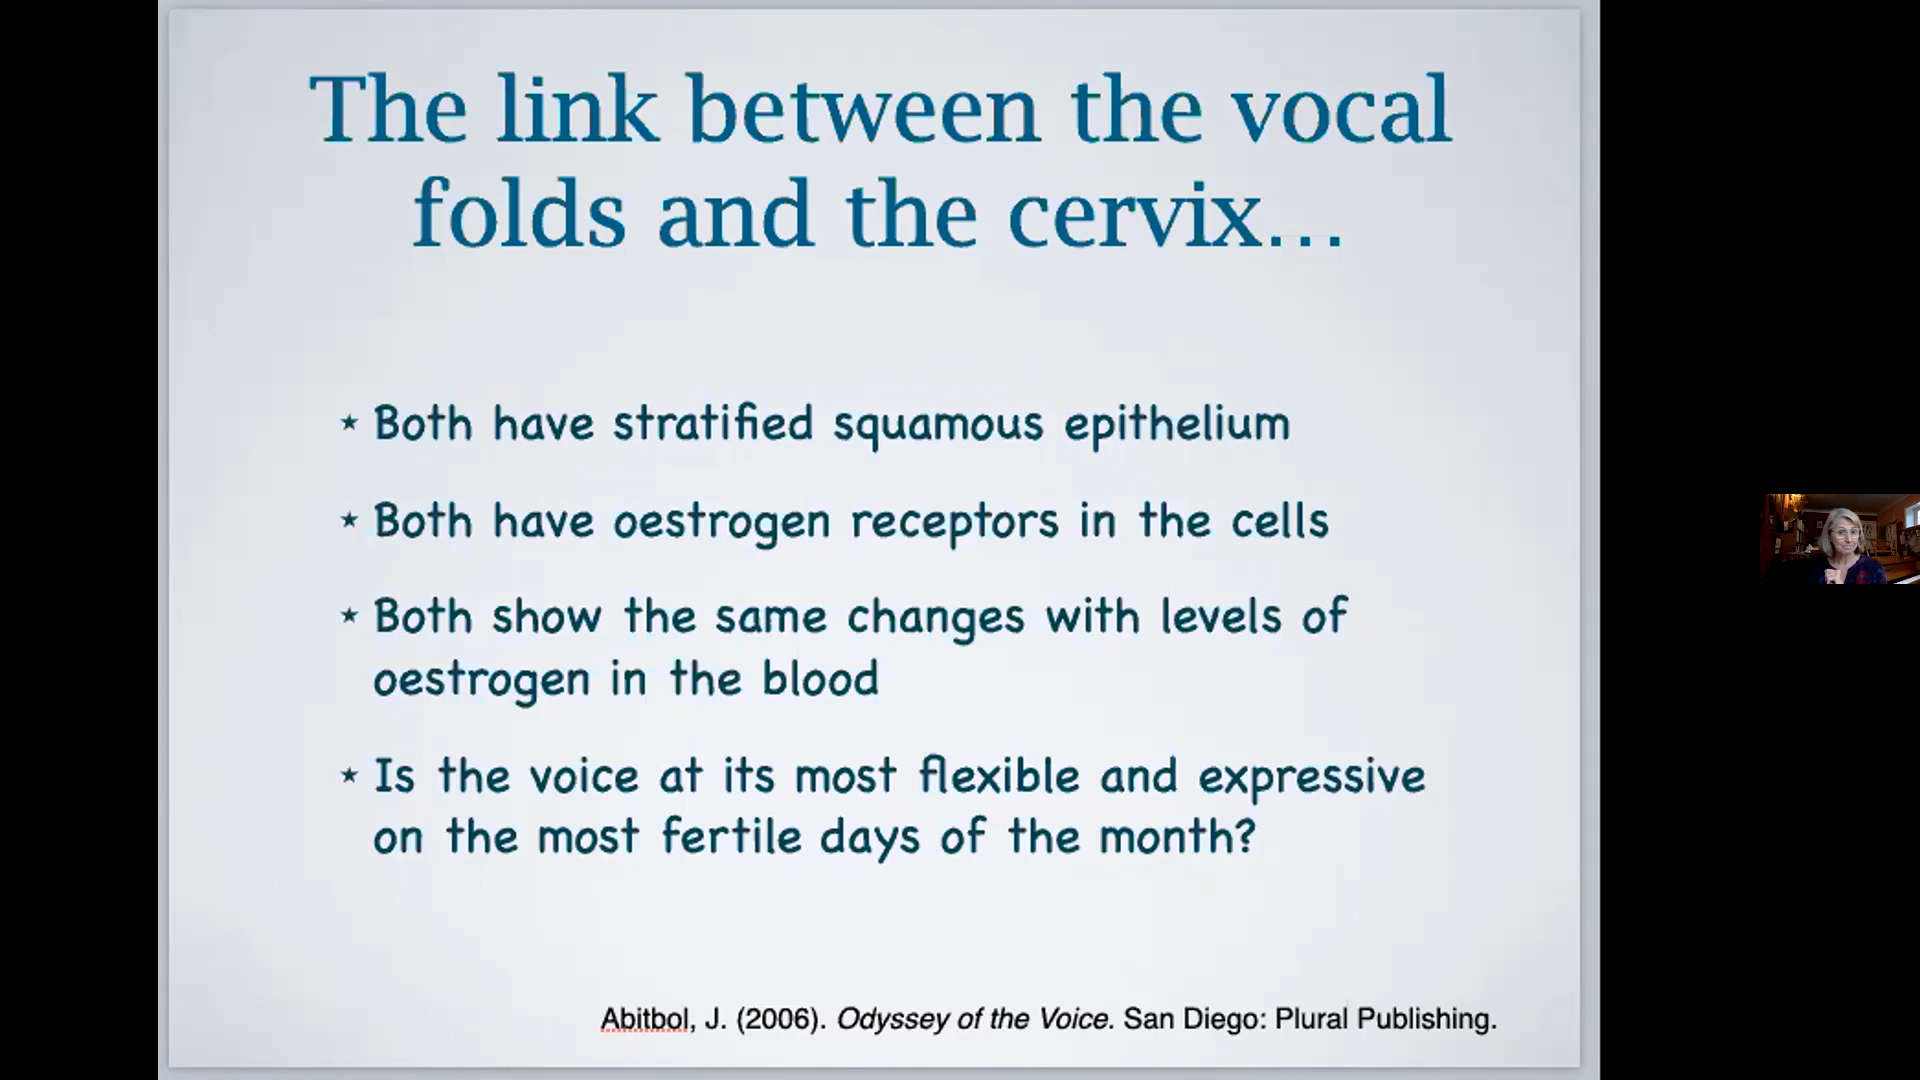 The link between the vocal
folds and the cervix...
★ Both have stratified squamous epithelium
★ Both have oestrogen receptors in the cells
★ Both show the same changes with levels of
oestrogen in the blood
★ Is the voice at its most flexible and expressive
on the most fertile days of the month?
Abitbol, J. (2006). Odyssey of the Voice. San Diego: Plural Publishing.